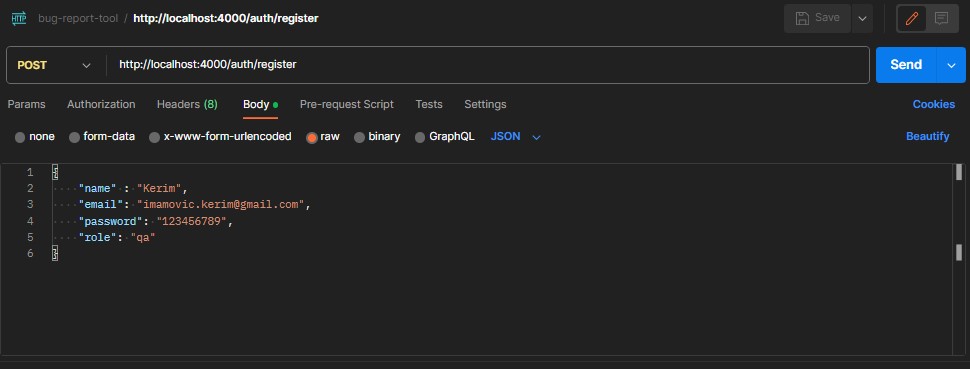 HTTP bug-report-tool / http://localhost:4000/auth/register Save
POST http://localhost:4000/auth/register Send
Params Authorization Headers (8) Body Pre-request Script Tests Settings Cookies
none form-data x-www-form-urlencoded raw binary GraphQL JSON Beautify
1 {
2 "name" : "Kerim",
3 "email": "imamovic.kerim@gmail.com",
4 "password": "123456789",
5 "role": "qa"
6 }